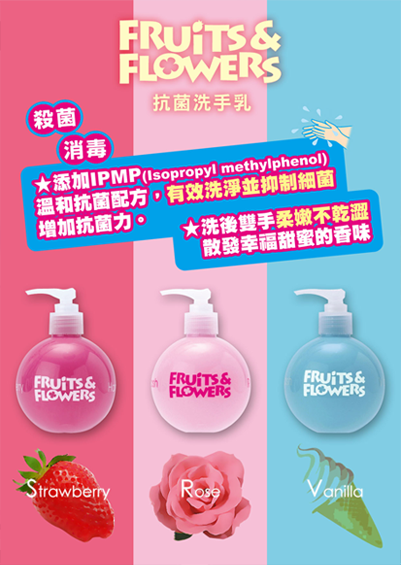 FRUITS &
FLOWERS
抗菌洗手乳
殺菌
消毒
★添加IPMP(Isopropyl methylphenol)
溫和抗菌配方，有效洗淨並抑制細菌
增加抗菌力。
★洗後雙手柔嫩不乾澀
散發幸福甜蜜的香味
FRUITS &
FLOWERS
FRUITS &
FLOWERS
FRUITS &
FLOWERS
Strawberry
Rose
Vanilla